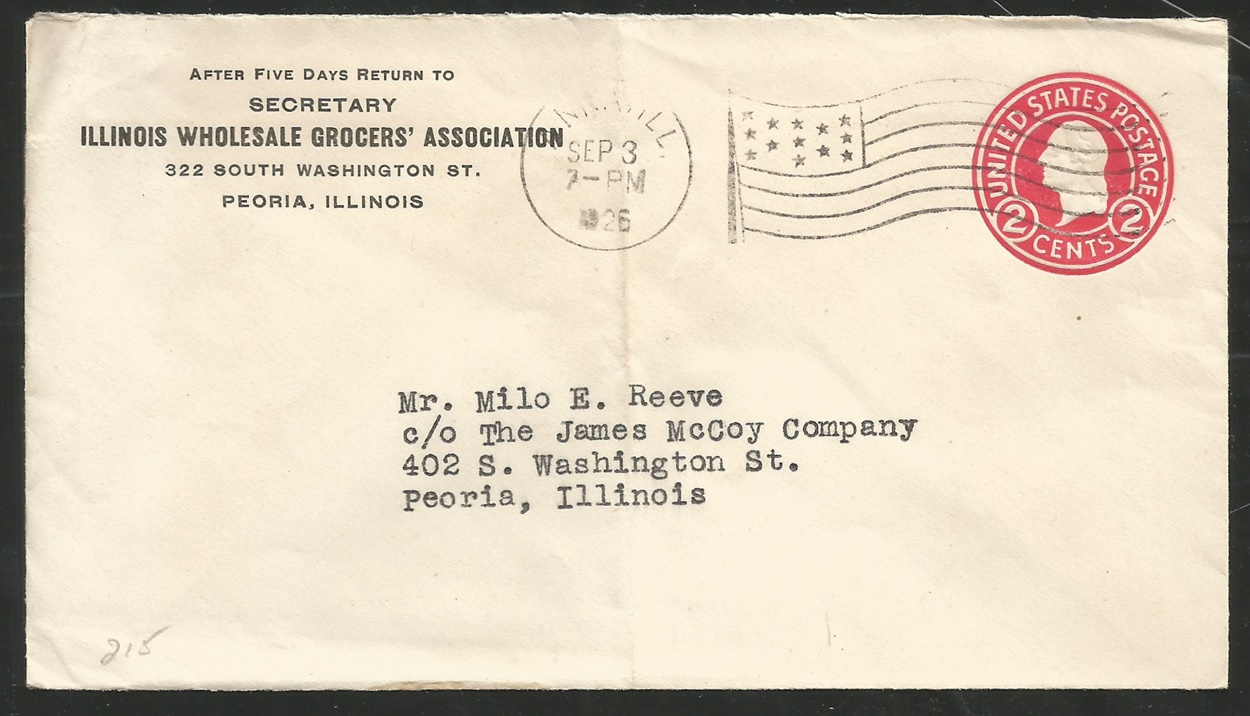 AFTER FIVE DAYS RETURN TO
SECRETARY
ILLINOIS WHOLESALE GROCERS' ASSOCIATION
322 SOUTH WASHINGTON ST.
PEORIA, ILLINOIS
ILL.
SEP 3
7-PM
1926
UNITED STATES POSTAGE
2 CENTS 2
Mr. Milo E. Reeve
c/o The James McCoy Company
402 S. Washington St.
Peoria, Illinois
215